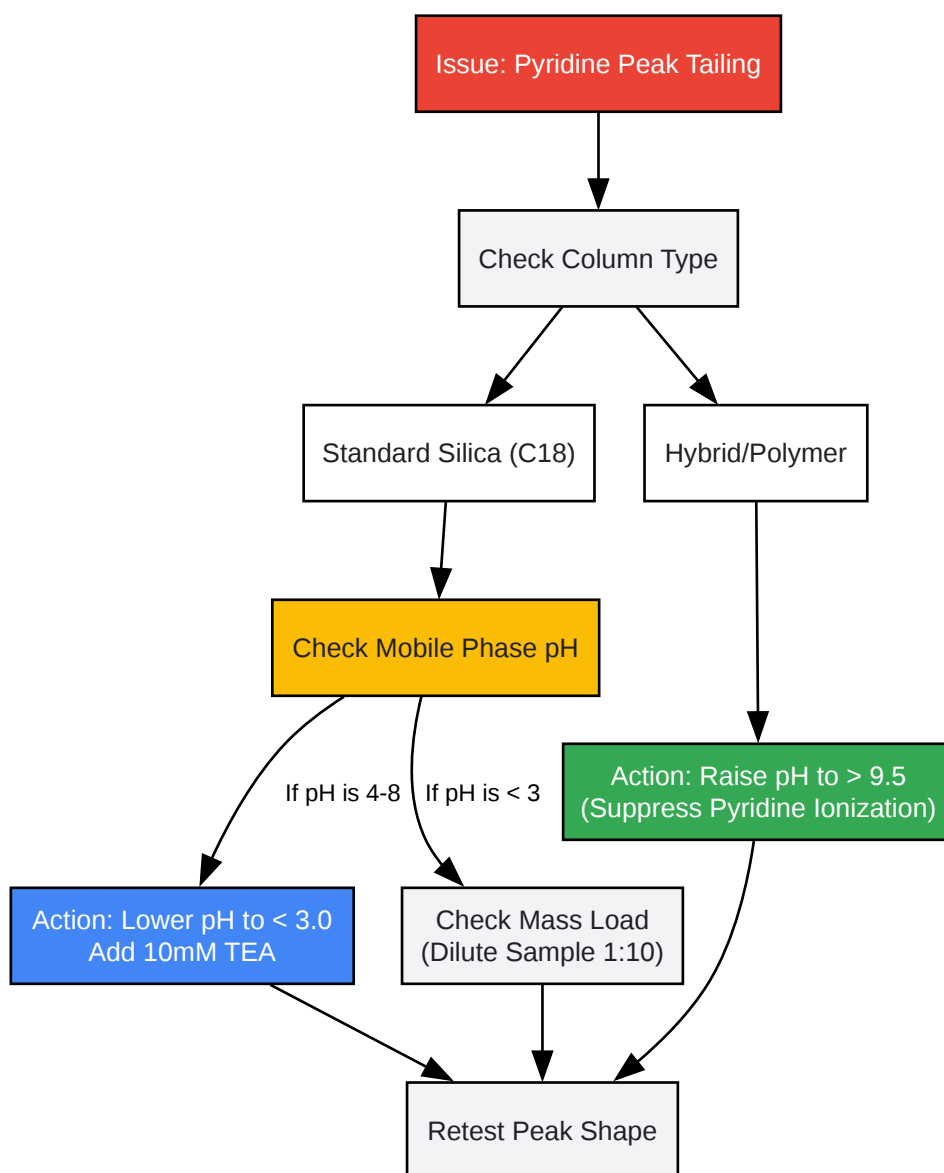 Issue: Pyridine Peak Tailing
Check Column Type
Standard Silica (C18)
Hybrid/Polymer
Check Mobile Phase pH
If pH is 4-8
If pH is < 3
Action: Raise pH to > 9.5
(Suppress Pyridine Ionization)
Action: Lower pH to < 3.0
Add 10mM TEA
Check Mass Load
(Dilute Sample 1:10)
Retest Peak Shape